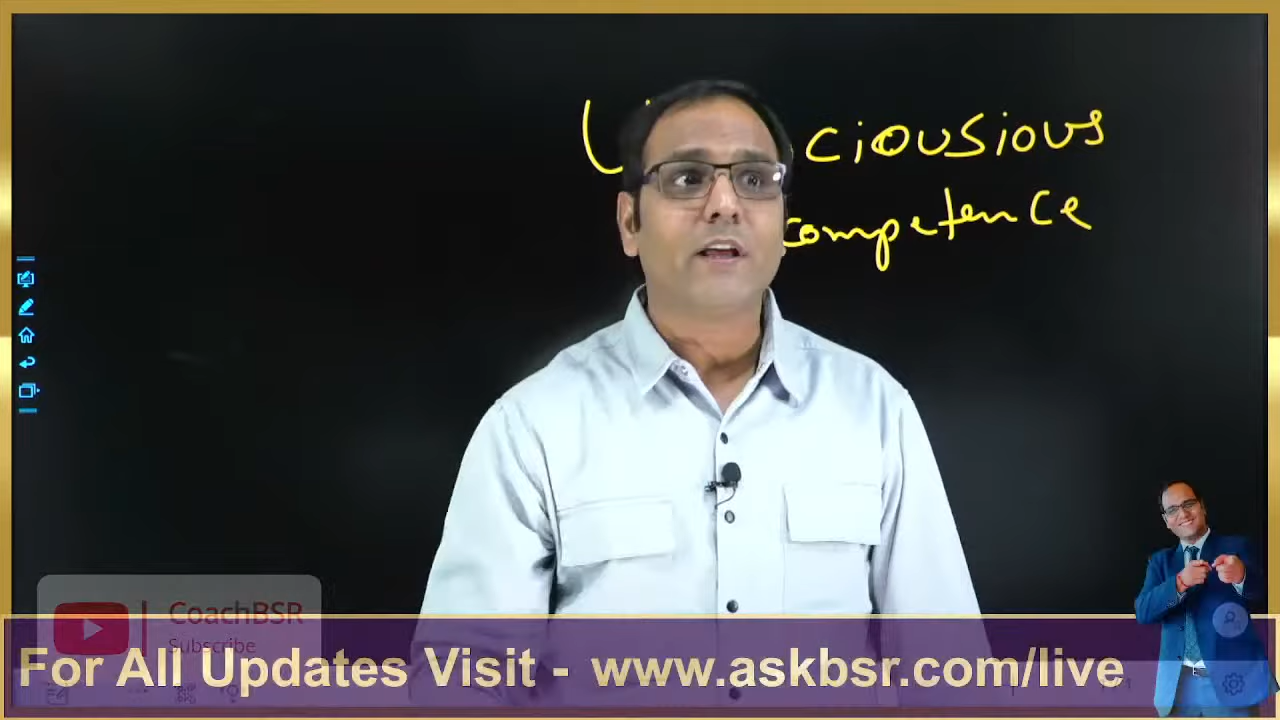 ciousious
competence
CoachBSR
Subscribe
For All Updates Visit - www.askbsr.com/live